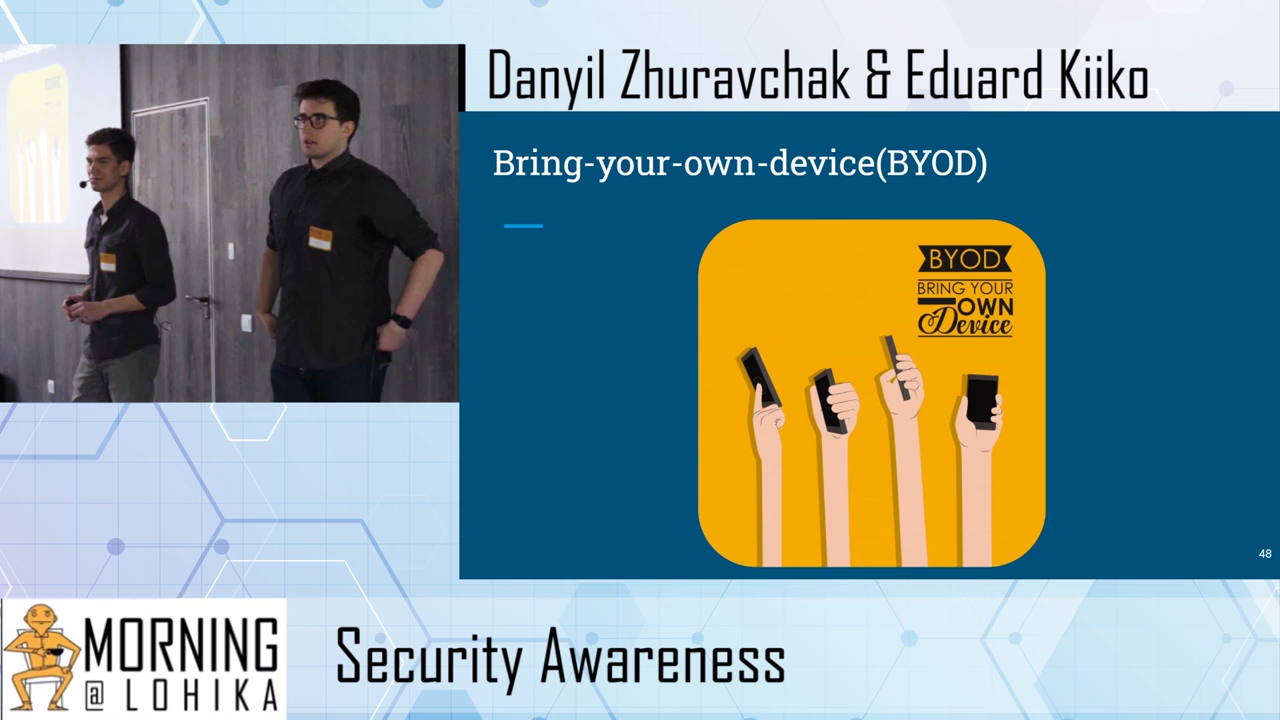 Danyil Zhuravchak & Eduard Kiiko
Bring-your-own-device(BYOD)
BYOD
BRING YOUR
OWN
Device
48
MORNING
@ LOHIKA
Security Awareness